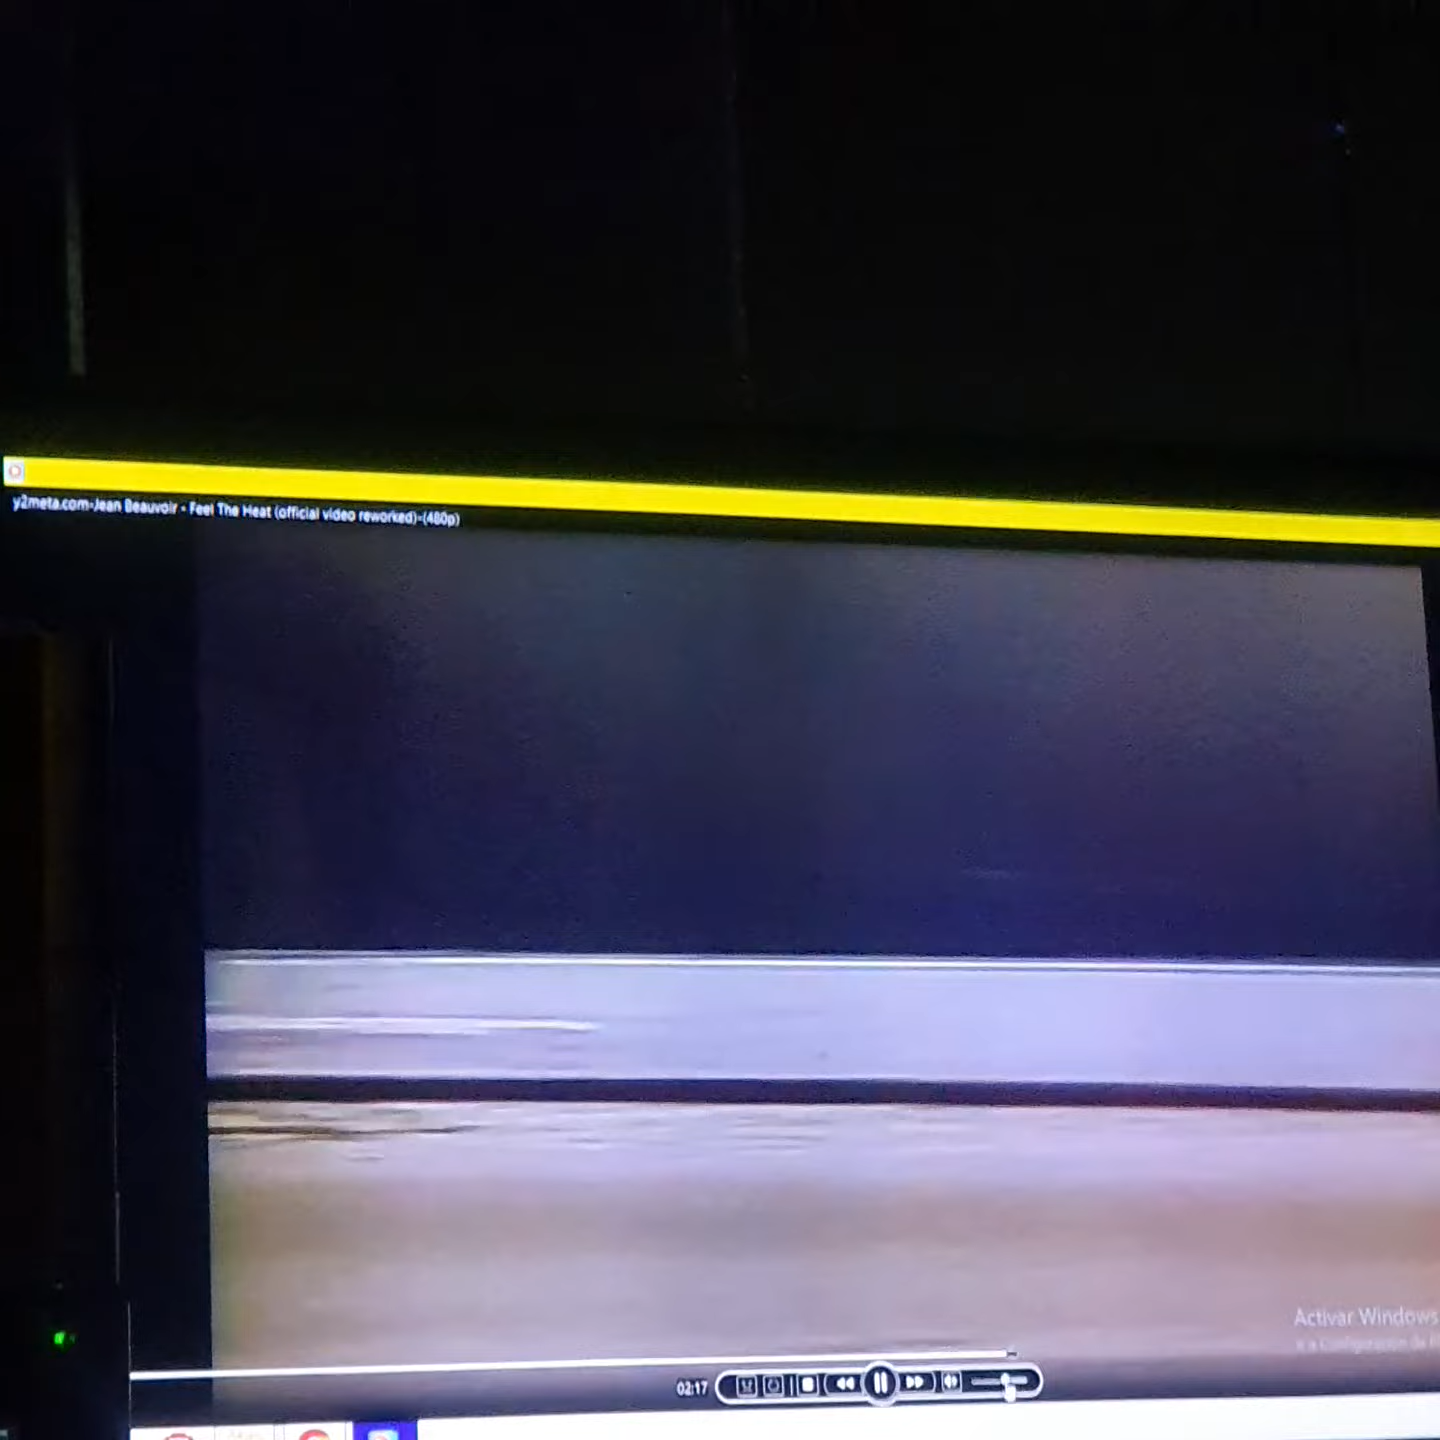 y2meta.com-Jean Beauvoir - Feel The Heat (official video reworked)-(480p)
Activar Windows
02:17